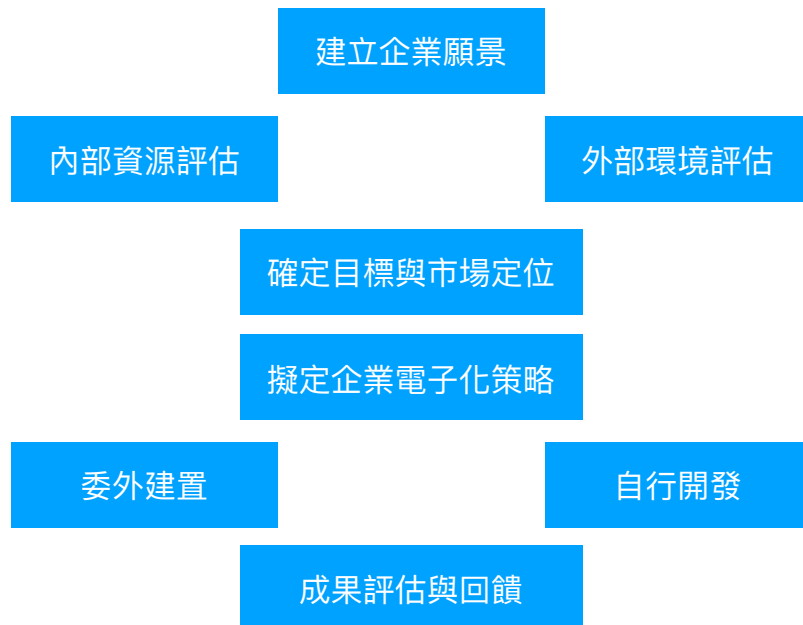 建立企業願景
內部資源評估
外部環境評估
確定目標與市場定位
擬定企業電子化策略
委外建置
自行開發
成果評估與回饋